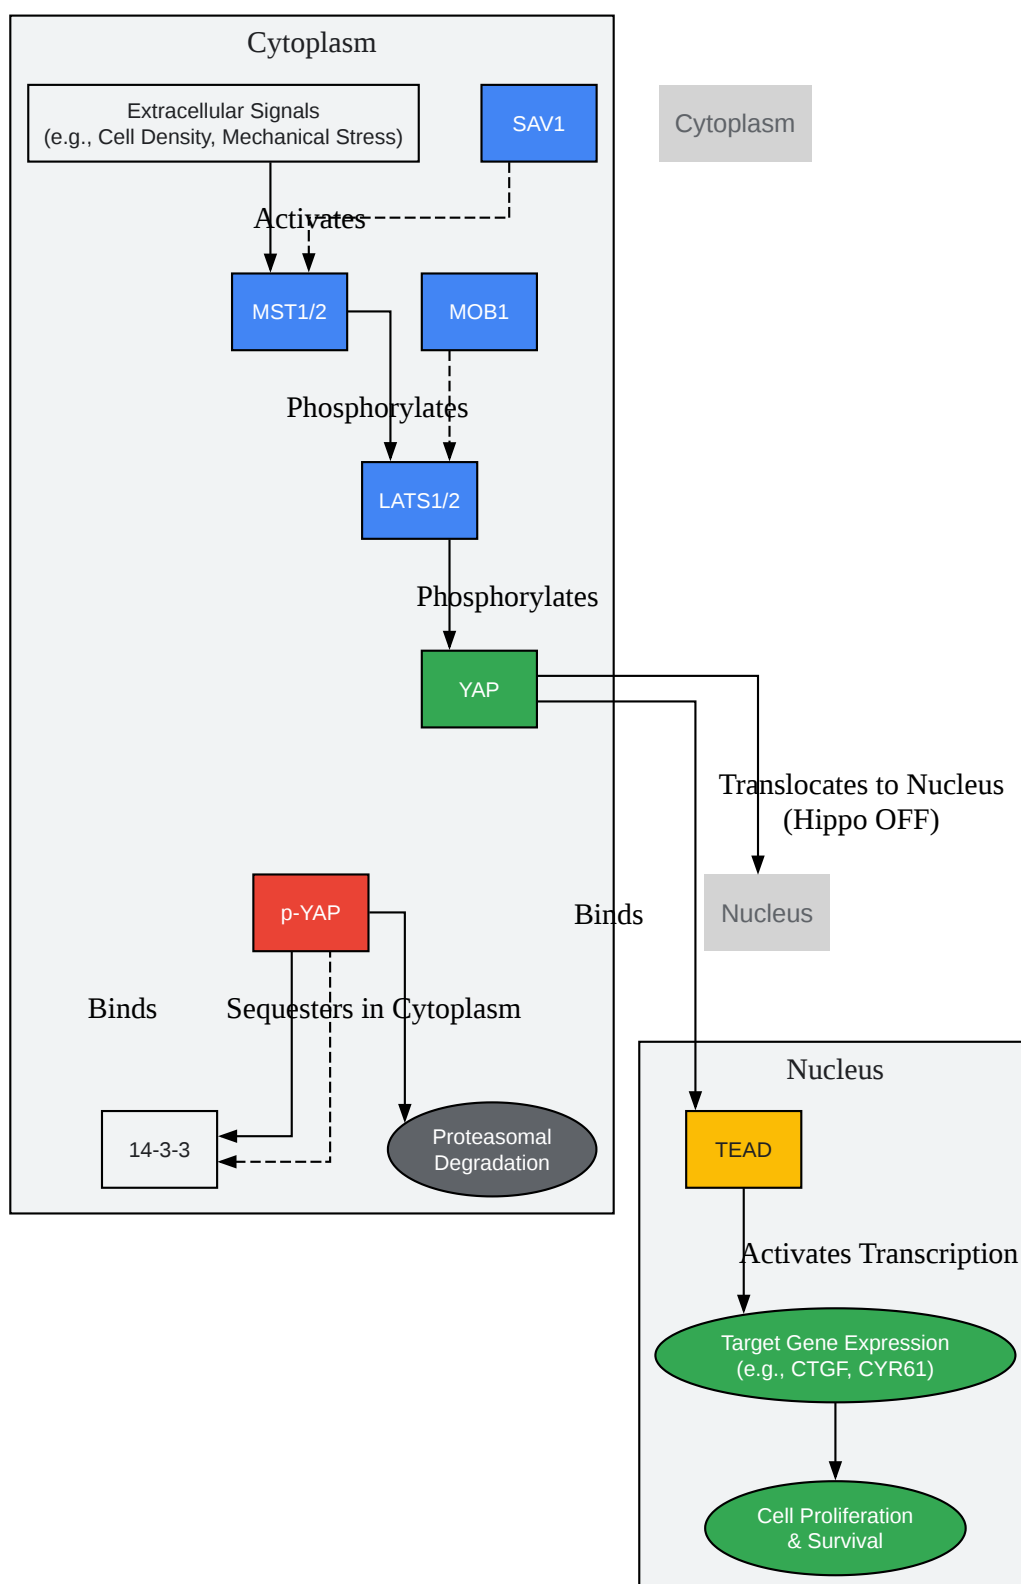 Cytoplasm
Extracellular Signals
(e.g., Cell Density, Mechanical Stress)
SAV1
Cytoplasm
Activates
MST1/2
MOB1
Phosphorylates
LATS1/2
Phosphorylates
YAP
Translocates to Nucleus
(Hippo OFF)
p-YAP
Binds
Nucleus
Binds
Sequesters in Cytoplasm
Nucleus
14-3-3
Proteasomal
Degradation
TEAD
Activates Transcription
Target Gene Expression
(e.g., CTGF, CYR61)
Cell Proliferation
& Survival